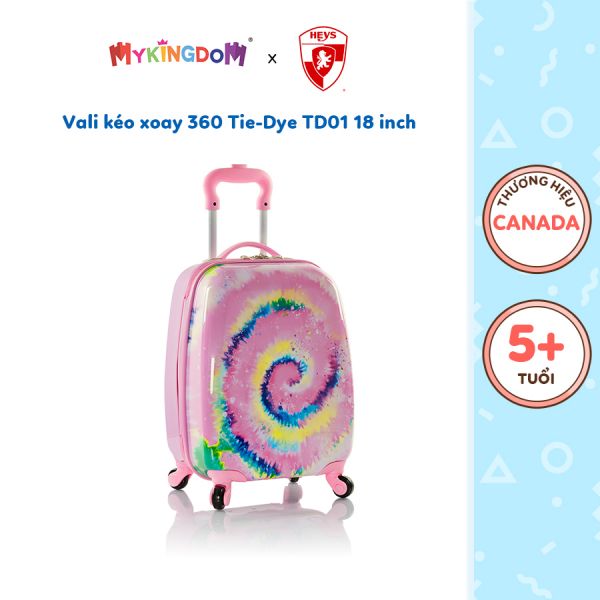 MYKINGDOM® x HEYS
Vali kéo xoay 360 Tie-Dye TD01 18 inch
THƯƠNG HIỆU
CANADA
5+
TUỔI